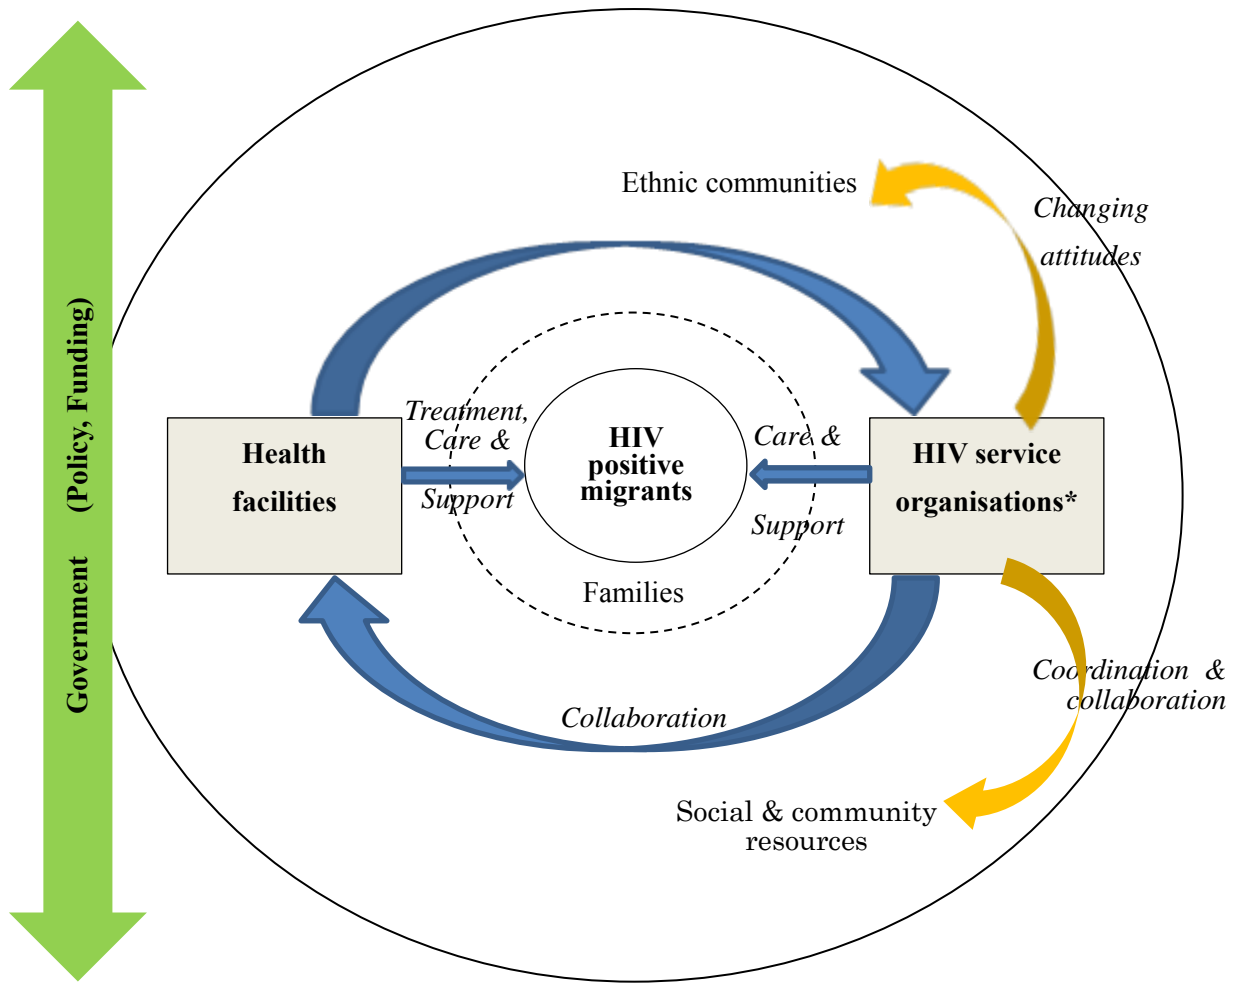 Government (Policy, Funding)
Ethnic communities
Changing
attitudes
Health
facilities
Treatment,
Care &
Support
HIV
positive
migrants
Families
Care &
Support
HIV service
organisations*
Collaboration
Coordination &
collaboration
Social & community
resources